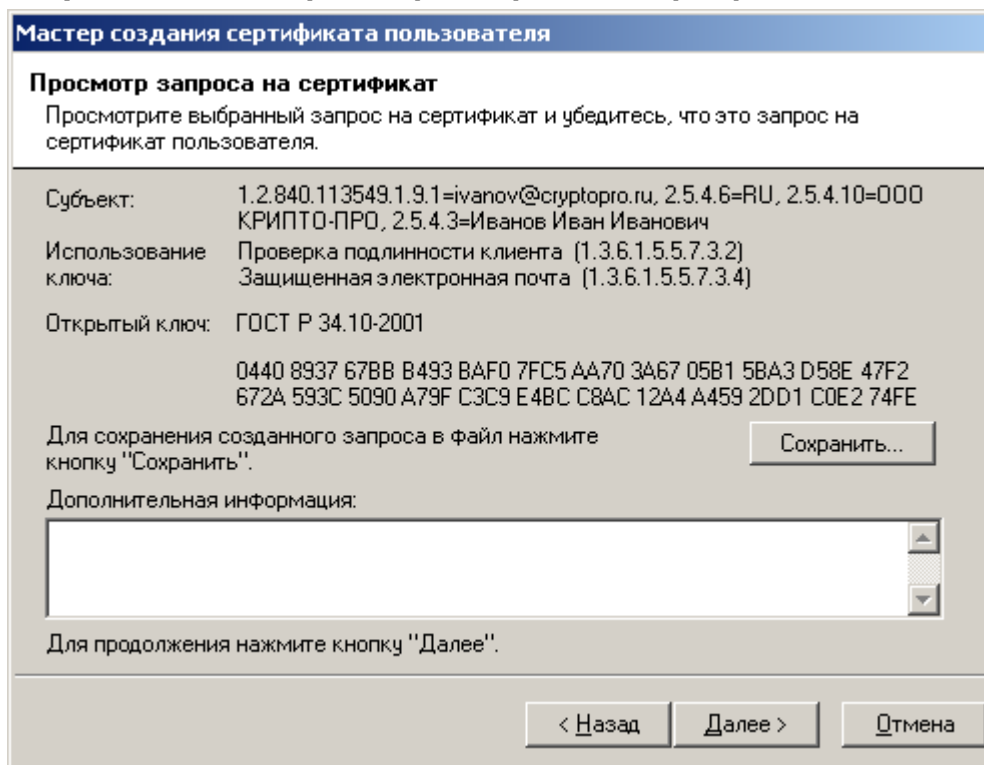 Мастер создания сертификата пользователя
Просмотр запроса на сертификат
Просмотрите выбранный запрос на сертификат и убедитесь, что это запрос на
сертификат пользователя.
Субъект: 1.2.840.113549.1.9.1=ivanov@cryptopro.ru, 2.5.4.6=RU, 2.5.4.10=ООО
КРИПТО-ПРО, 2.5.4.3=Иванов Иван Иванович
Использование Проверка подлинности клиента (1.3.6.1.5.5.7.3.2)
ключа: Защищенная электронная почта (1.3.6.1.5.5.7.3.4)
Открытый ключ: ГОСТ Р 34.10-2001
0440 8937 67BB B493 BAF0 7FC5 AA70 3A67 05B1 5BA3 D58E 47F2
672A 593C 5090 A79F C3C9 E4BC C8AC 12A4 A459 2DD1 C0E2 74FE
Для сохранения созданного запроса в файл нажмите
кнопку "Сохранить".
Сохранить...
Дополнительная информация:
Для продолжения нажмите кнопку "Далее".
< Назад Далее > Отмена